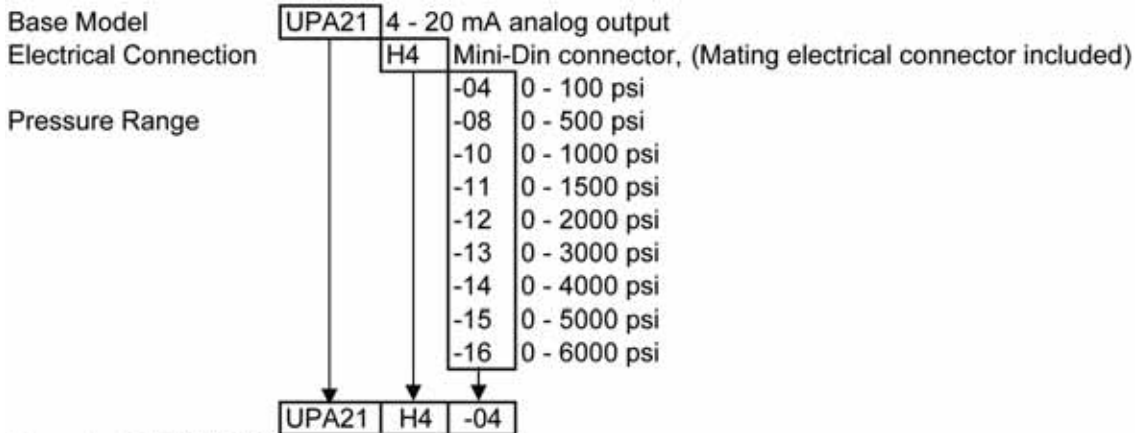 Base Model UPA21 4 - 20 mA analog output
Electrical Connection H4 Mini-Din connector, (Mating electrical connector included)
-04 0 - 100 psi
Pressure Range -08 0 - 500 psi
-10 0 - 1000 psi
-11 0 - 1500 psi
-12 0 - 2000 psi
-13 0 - 3000 psi
-14 0 - 4000 psi
-15 0 - 5000 psi
-16 0 - 6000 psi
UPA21 H4 -04